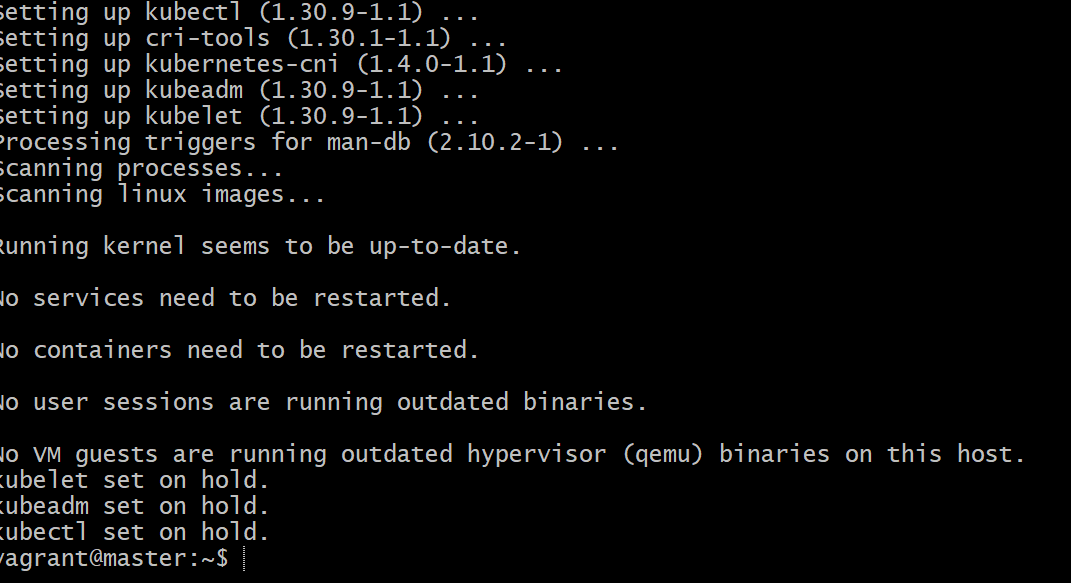 Setting up kubectl (1.30.9-1.1) ...
Setting up cri-tools (1.30.1-1.1) ...
Setting up kubernetes-cni (1.4.0-1.1) ...
Setting up kubeadm (1.30.9-1.1) ...
Setting up kubelet (1.30.9-1.1) ...
Processing triggers for man-db (2.10.2-1) ...
Scanning processes...
Scanning linux images...
Running kernel seems to be up-to-date.
No services need to be restarted.
No containers need to be restarted.
No user sessions are running outdated binaries.
No VM guests are running outdated hypervisor (qemu) binaries on this host.
kubelet set on hold.
kubeadm set on hold.
kubectl set on hold.
vagrant@master:~$